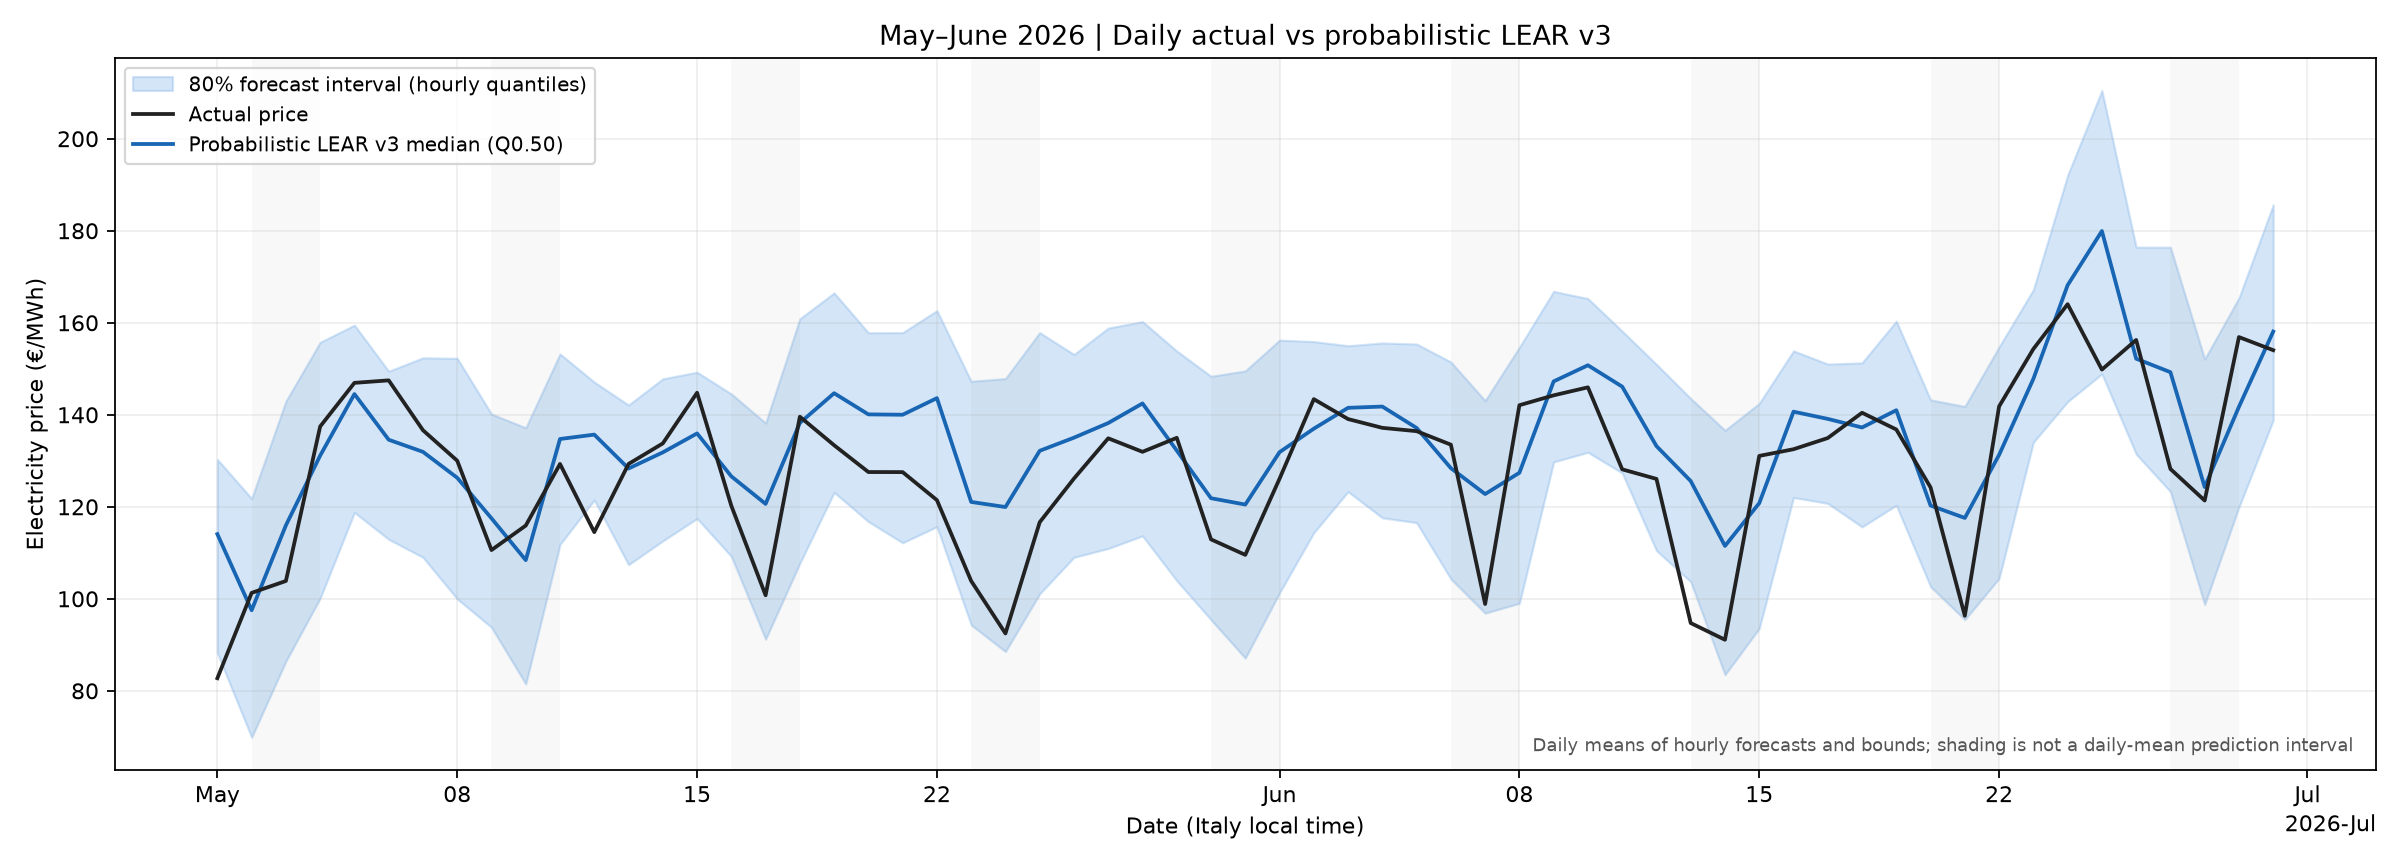 May–June 2026 | Daily actual vs probabilistic LEAR v3
80% forecast interval (hourly quantiles)
Actual price
Probabilistic LEAR v3 median (Q0.50)
Electricity price (€/MWh)
200
180
160
140
120
100
80
Daily means of hourly forecasts and bounds; shading is not a daily-mean prediction interval
May 08 15 22 Jun 08 15 22 Jul
Date (Italy local time)
2026-Jul